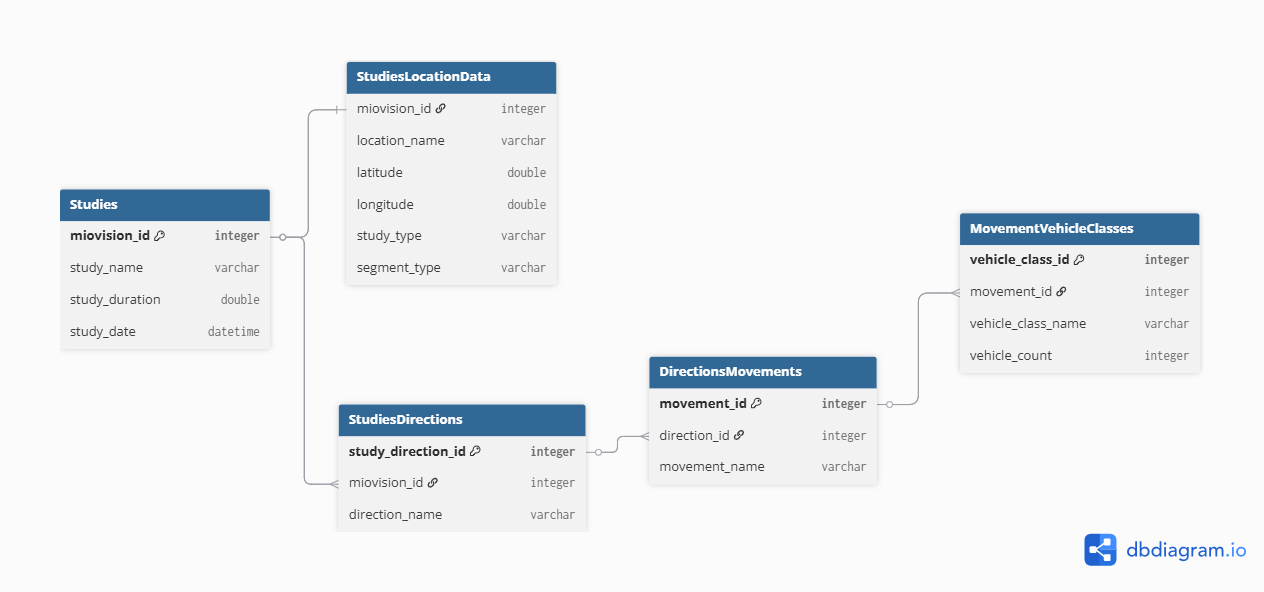 StudiesLocationData
miovision_id integer
location_name varchar
latitude double
longitude double
study_type varchar
segment_type varchar
Studies
miovision_id integer
study_name varchar
study_duration double
study_date datetime
StudiesDirections
study_direction_id integer
miovision_id integer
direction_name varchar
DirectionsMovements
movement_id integer
direction_id integer
movement_name varchar
MovementVehicleClasses
vehicle_class_id integer
movement_id integer
vehicle_class_name varchar
vehicle_count integer
dbdiagram.io